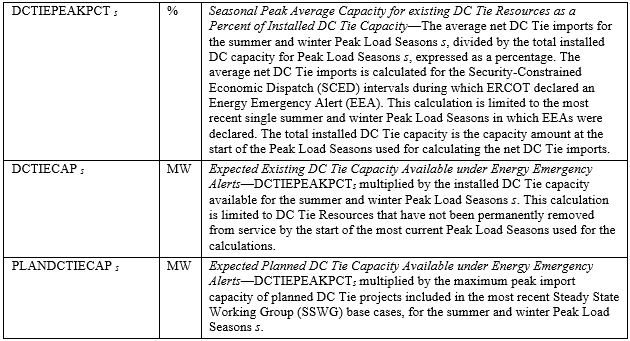 DCTIEPEAKPCT s % Seasonal Peak Average Capacity for existing DC Tie Resources as a
Percent of Installed DC Tie Capacity—The average net DC Tie imports for
the summer and winter Peak Load Seasons s, divided by the total installed
DC capacity for Peak Load Seasons s, expressed as a percentage. The
average net DC Tie imports is calculated for the Security-Constrained
Economic Dispatch (SCED) intervals during which ERCOT declared an
Energy Emergency Alert (EEA). This calculation is limited to the most
recent single summer and winter Peak Load Seasons in which EEAs were
declared. The total installed DC Tie capacity is the capacity amount at the
start of the Peak Load Seasons used for calculating the net DC Tie imports.
DCTIECAP s MW Expected Existing DC Tie Capacity Available under Energy Emergency
Alerts—DCTIEPEAKPCTs multiplied by the installed DC Tie capacity
available for the summer and winter Peak Load Seasons s. This calculation
is limited to DC Tie Resources that have not been permanently removed
from service by the start of the most current Peak Load Seasons used for the
calculations.
PLANDCTIECAP s MW Expected Planned DC Tie Capacity Available under Energy Emergency
Alerts—DCTIEPEAKPCTs multiplied by the maximum peak import
capacity of planned DC Tie projects included in the most recent Steady State
Working Group (SSWG) base cases, for the summer and winter Peak Load
Seasons s.